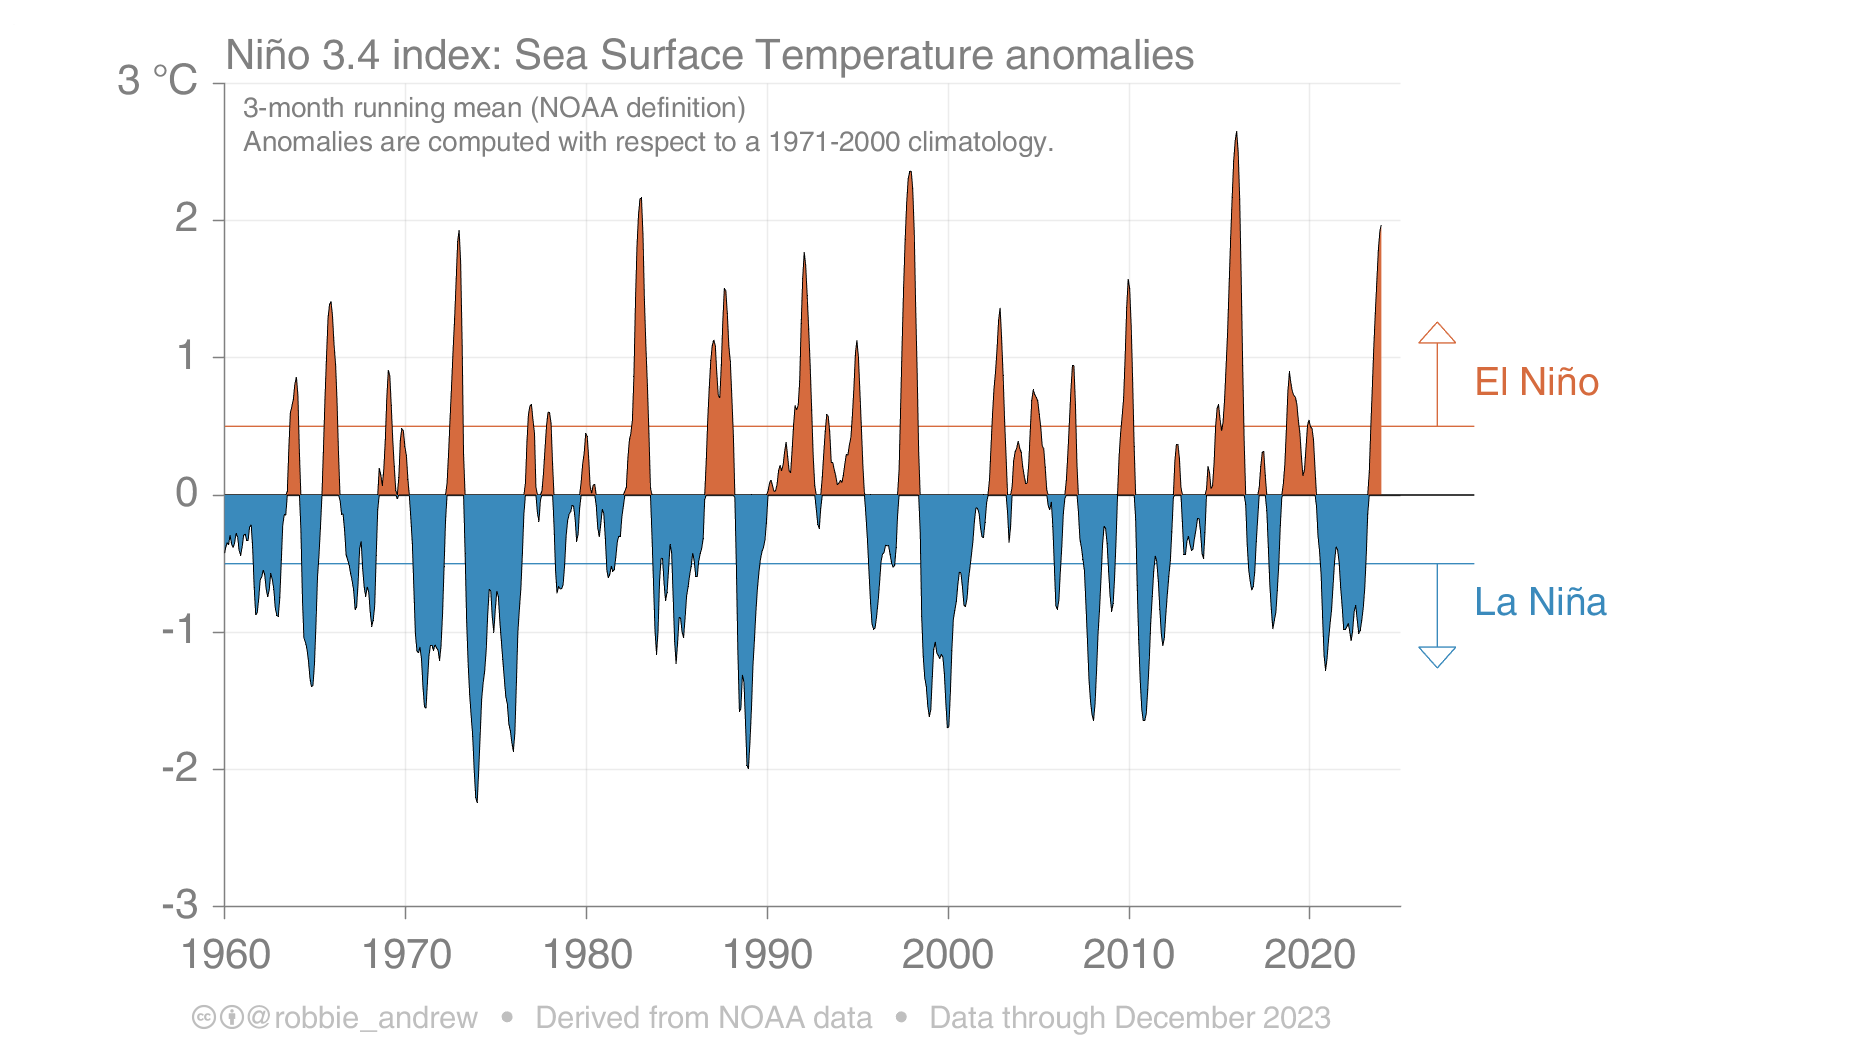 Niño 3.4 index: Sea Surface Temperature anomalies
3 °C
3-month running mean (NOAA definition)
Anomalies are computed with respect to a 1971-2000 climatology.
2
1
El Niño
0
La Niña
-1
-2
-3
1960 1970 1980 1990 2000 2010 2020
cc @robbie_andrew • Derived from NOAA data • Data through December 2023